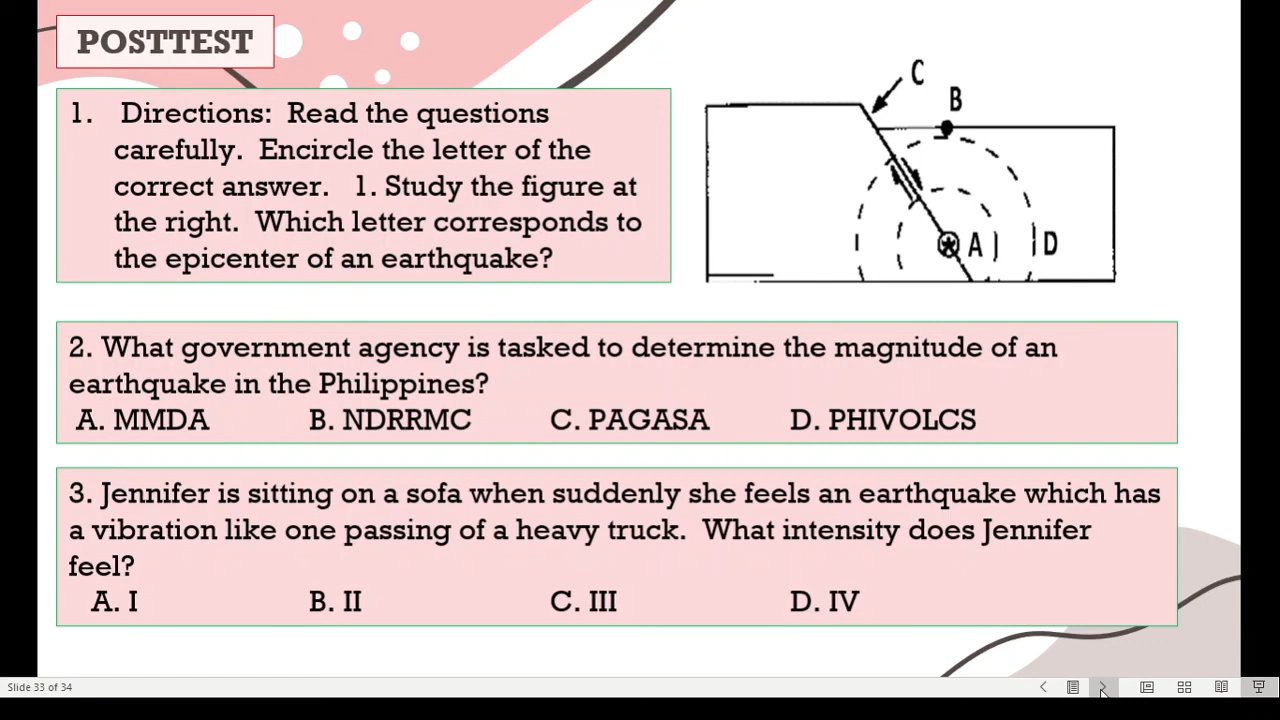 POSTTEST
1. Directions: Read the questions
carefully. Encircle the letter of the
correct answer. 1. Study the figure at
the right. Which letter corresponds to
the epicenter of an earthquake?
C
B
A
D
2. What government agency is tasked to determine the magnitude of an
earthquake in the Philippines?
A. MMDA B. NDRRMC C. PAGASA D. PHIVOLCS
3. Jennifer is sitting on a sofa when suddenly she feels an earthquake which has
a vibration like one passing of a heavy truck. What intensity does Jennifer
feel?
A. I B. II C. III D. IV
Slide 33 of 34